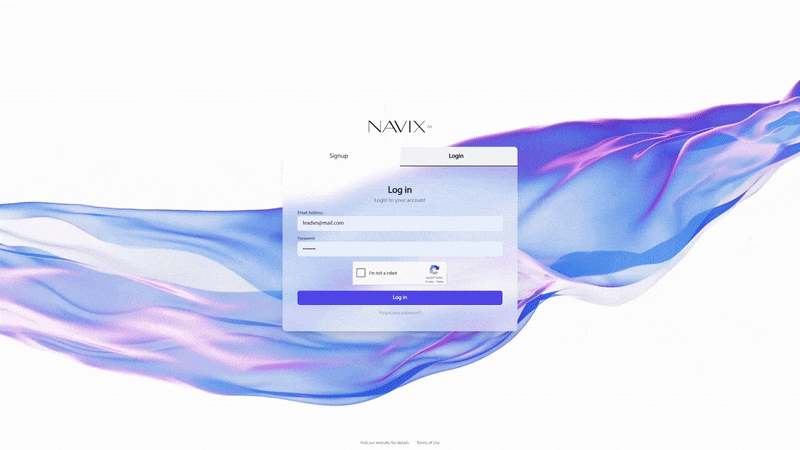 NAVIX AI
Signup
Login
Log in
Login to your account
Email Address
lexdivn@mail.com
Password
••••••••
I'm not a robot
reCAPTCHA
Privacy - Terms
Log in
Forgot your password?
Visit our website for details
Terms of Use